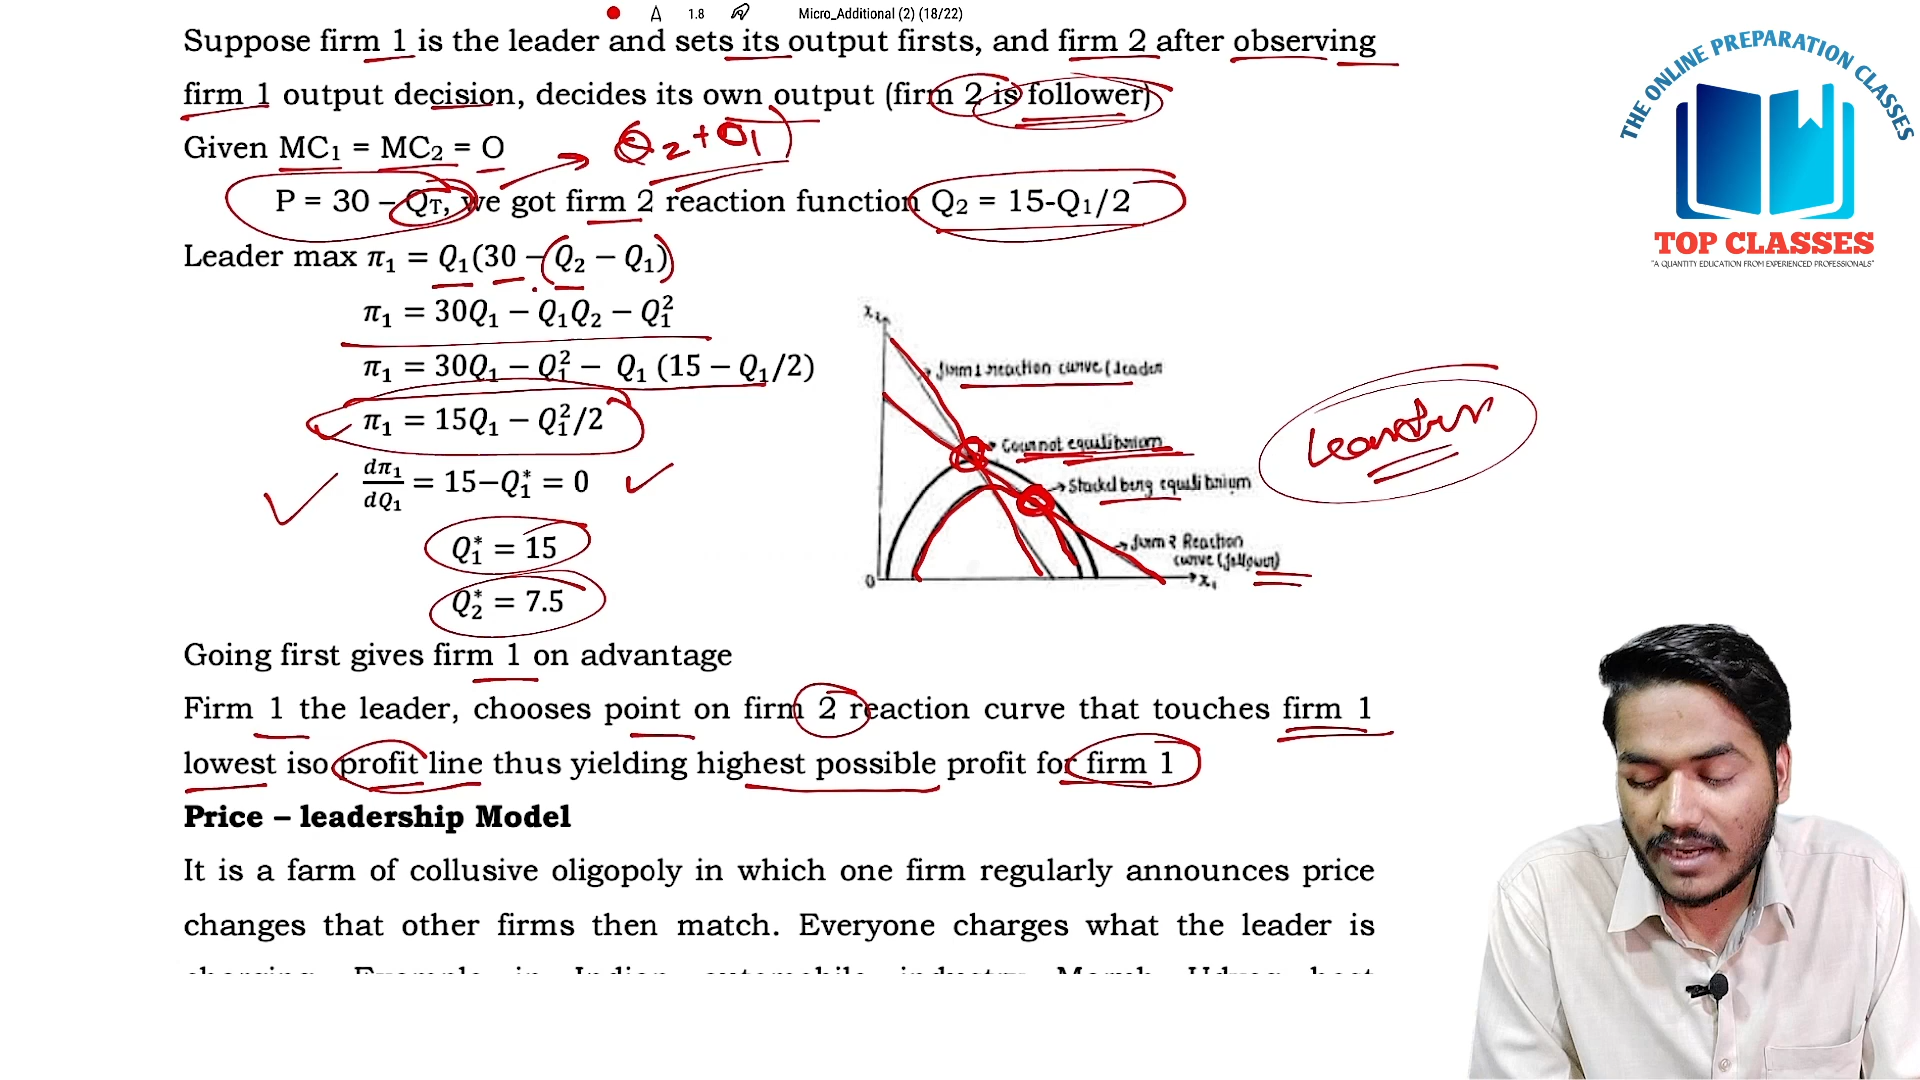 1.8 Micro_Additional (2) (18/22)
Suppose firm 1 is the leader and sets its output firsts, and firm 2 after observing
firm 1 output decision, decides its own output (firm 2 is follower)
Given MC₁ = MC₂ = O
Q₂ + Q₁
P = 30 – Q_T, we got firm 2 reaction function Q₂ = 15-Q₁/2
Leader max π₁ = Q₁(30 – Q₂ − Q₁)
π₁ = 30Q₁ − Q₁Q₂ − Q₁²
π₁ = 30Q₁ − Q₁² − Q₁ (15 − Q₁/2)
π₁ = 15Q₁ − Q₁²/2
dπ₁/dQ₁ = 15−Q₁* = 0
Q₁* = 15
Q₂* = 7.5
x₂
firm 1 reaction curve (leader
Cournot equilibrium
Stackelberg equilibrium
firm 2 Reaction
curve (follower)
0
x₁
Going first gives firm 1 on advantage
Firm 1 the leader, chooses point on firm 2 reaction curve that touches firm 1
lowest iso profit line thus yielding highest possible profit for firm 1
Price – leadership Model
It is a farm of collusive oligopoly in which one firm regularly announces price
changes that other firms then match. Everyone charges what the leader is
THE ONLINE PREPARATION CLASSES
TOP CLASSES
"A QUANTITY EDUCATION FROM EXPERIENCED PROFESSIONALS"